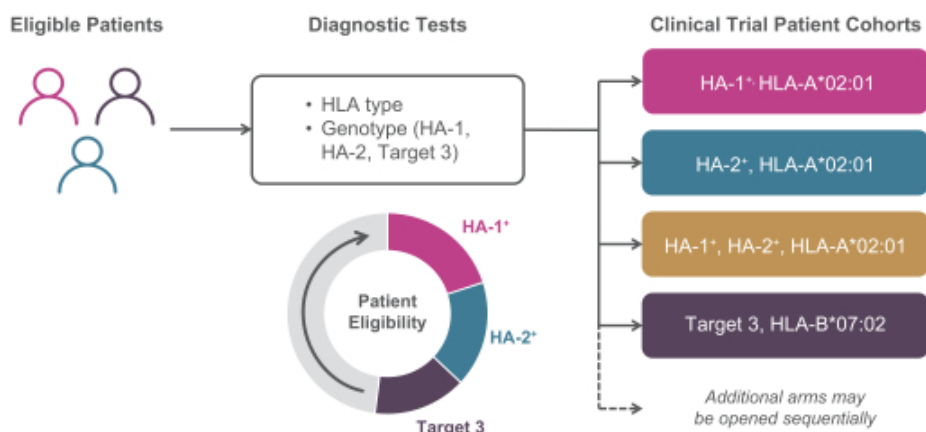 Eligible Patients
Diagnostic Tests
Clinical Trial Patient Cohorts
• HLA type
• Genotype (HA-1,
HA-2, Target 3)
HA-1⁺, HLA-A*02:01
HA-2⁺, HLA-A*02:01
HA-1⁺, HA-2⁺, HLA-A*02:01
Target 3, HLA-B*07:02
Additional arms may
be opened sequentially
HA-1⁺
Patient
Eligibility
HA-2⁺
Target 3